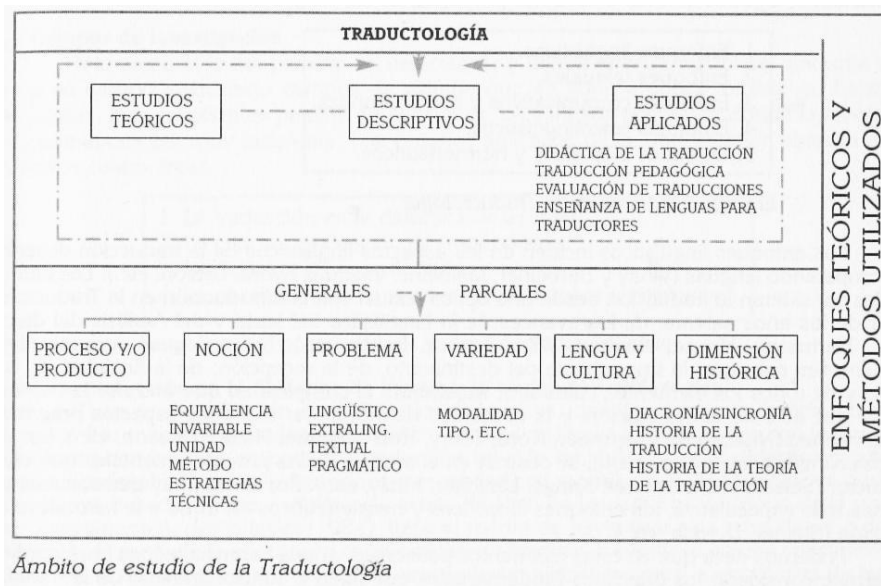 TRADUCTOLOGÍA
ESTUDIOS
TEÓRICOS
ESTUDIOS
DESCRIPTIVOS
ESTUDIOS
APLICADOS
DIDÁCTICA DE LA TRADUCCIÓN
TRADUCCIÓN PEDAGÓGICA
EVALUACIÓN DE TRADUCCIONES
ENSEÑANZA DE LENGUAS PARA
TRADUCTORES
GENERALES
PARCIALES
PROCESO Y/O
PRODUCTO
NOCIÓN
PROBLEMA
VARIEDAD
LENGUA Y
CULTURA
DIMENSIÓN
HISTÓRICA
EQUIVALENCIA
INVARIABLE
UNIDAD
MÉTODO
ESTRATEGIAS
TÉCNICAS
LINGÜÍSTICO
EXTRALING.
TEXTUAL
PRAGMÁTICO
MODALIDAD
TIPO, ETC.
DIACRONÍA/SINCRONÍA
HISTORIA DE LA
TRADUCCIÓN
HISTORIA DE LA TEORÍA
DE LA TRADUCCIÓN
ENFOQUES TEÓRICOS Y
MÉTODOS UTILIZADOS
Ámbito de estudio de la Traductología